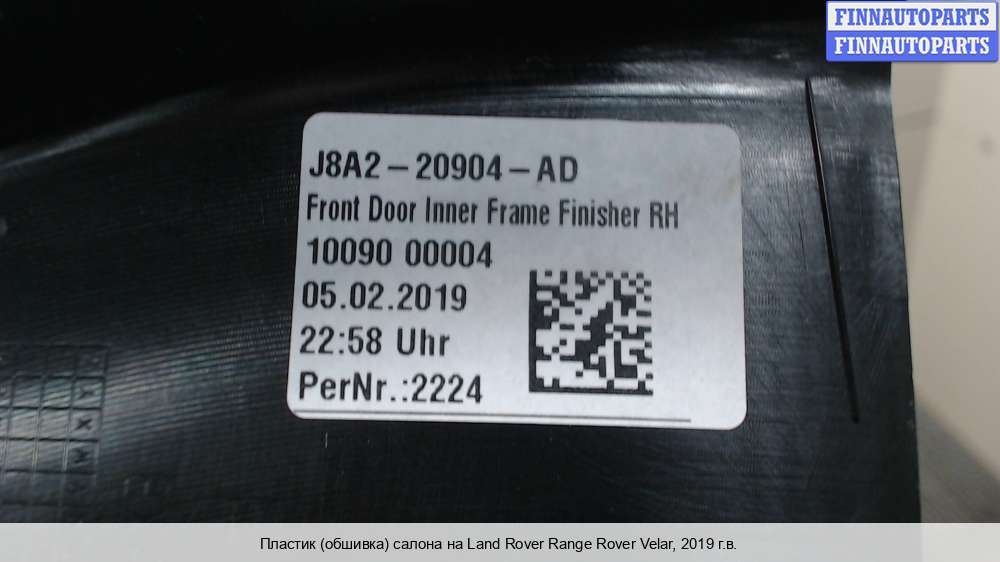 FINNAUTOPARTS
FINNAUTOPARTS
J8A2-20904-AD
Front Door Inner Frame Finisher RH
10090 00004
05.02.2019
22:58 Uhr
PerNr.:2224
Пластик (обшивка) салона на Land Rover Range Rover Velar, 2019 г.в.